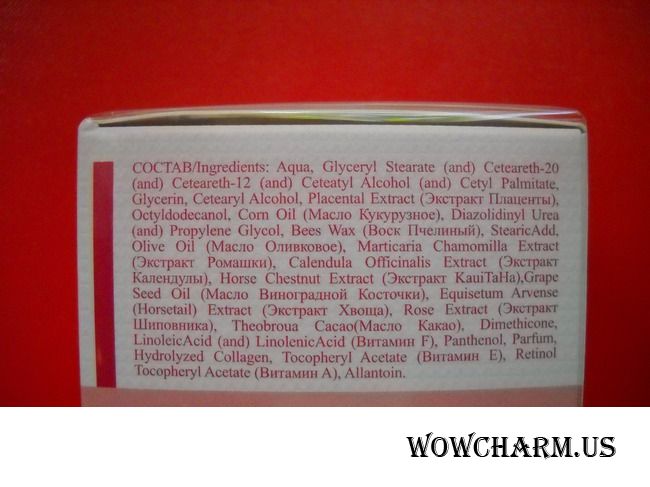 СОСТАВ/Ingredients: Aqua, Glyceryl Stearate (and) Ceteareth-20
(and) Ceteareth-12 (and) Ceteatyl Alcohol (and) Cetyl Palmitate,
Glycerin, Cetearyl Alcohol, Placental Extract (Экстракт Плаценты),
Octyldodecanol, Corn Oil (Масло Кукурузное), Diazolidinyl Urea
(and) Propylene Glycol, Bees Wax (Воск Пчелиный), StearicAdd,
Olive Oil (Масло Оливковое), Marticaria Chamomilla Extract
(Экстракт Ромашки), Calendula Officinalis Extract (Экстракт
Календулы), Horse Chestnut Extract (Экстракт KauiTaHa),Grape
Seed Oil (Масло Виноградной Косточки), Equisetum Arvense
(Horsetail) Extract (Экстракт Хвоща), Rose Extract (Экстракт
Шиповника), Theobroua Cacao(Масло Какао), Dimethicone,
LinoleicAcid (and) LinolenicAcid (Витамин F), Panthenol, Parfum,
Hydrolyzed Collagen, Tocopheryl Acetate (Витамин Е), Retinol
Tocopheryl Acetate (Витамин А), Allantoin.
WOWCHARM.US